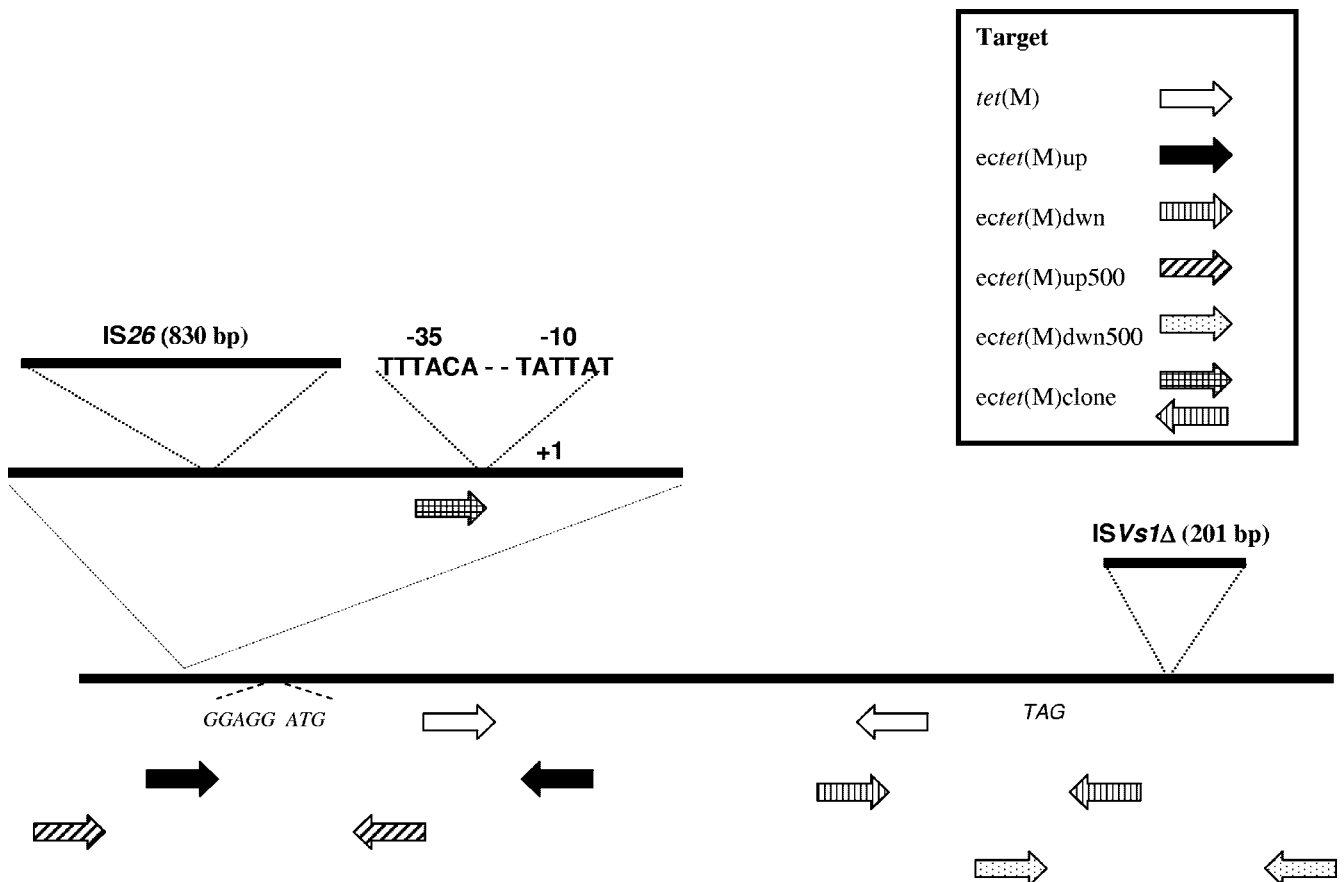 Target
tet(M)
ectet(M)up
ectet(M)dwn
ectet(M)up500
ectet(M)dwn500
ectet(M)clone
IS26 (830 bp)
-35 -10
TTTACA - - TATTAT
+1
ISVs1Δ (201 bp)
GGAGG ATG
TAG